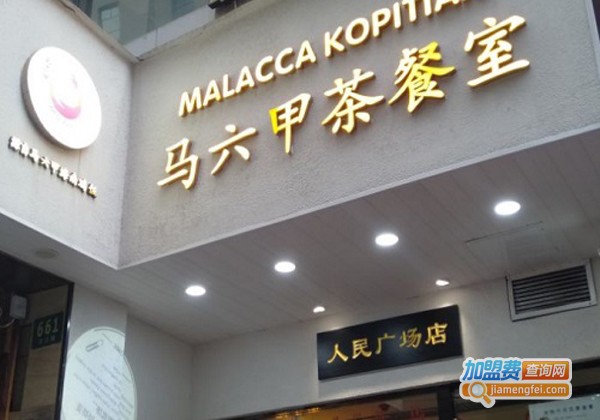 MALACCA KOPITIA
马六甲茶餐室
661
人民广场店
加盟费查询网
jiamengfei.com